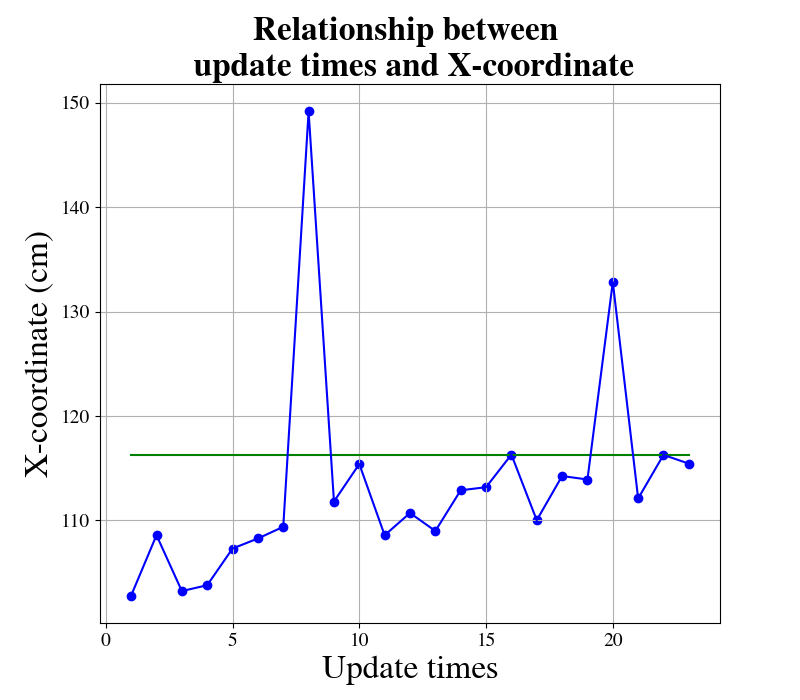 Relationship between
update times and X-coordinate
X-coordinate (cm)
150
140
130
120
110
0 5 10 15 20
Update times